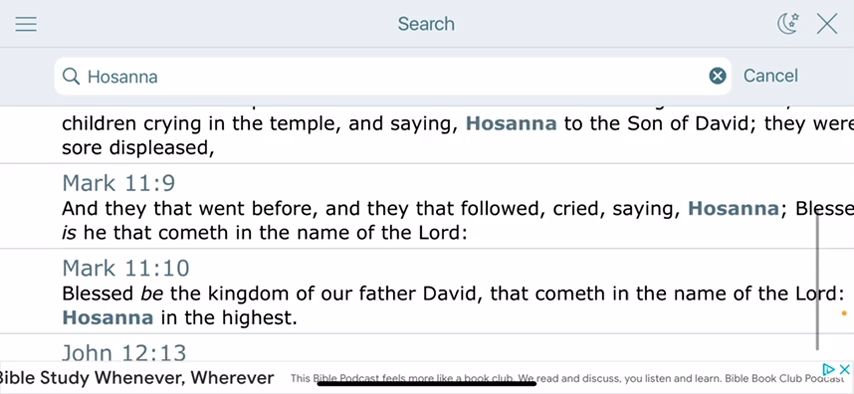 Search
Hosanna
Cancel
children crying in the temple, and saying, Hosanna to the Son of David; they were
sore displeased,
Mark 11:9
And they that went before, and they that followed, cried, saying, Hosanna; Blesse
is he that cometh in the name of the Lord:
Mark 11:10
Blessed be the kingdom of our father David, that cometh in the name of the Lord:
Hosanna in the highest.
John 12:13
Bible Study Whenever, Wherever
This Bible Podcast feels more like a book club. We read and discuss, you listen and learn. Bible Book Club Podcast